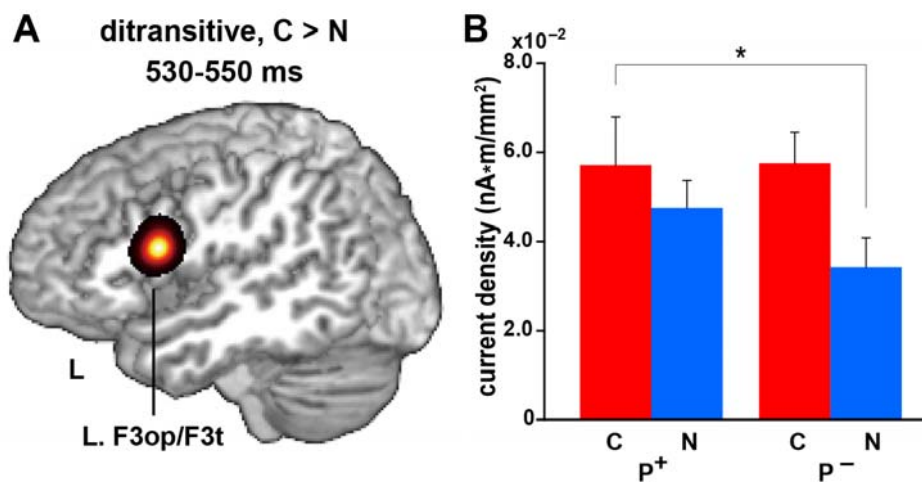 A
ditransitive, C > N
530-550 ms
L
L. F3op/F3t
B
×10⁻²
current density (nA*m/mm²)
8.0
6.0
4.0
2.0
0
*
C N C N
P⁺ P⁻